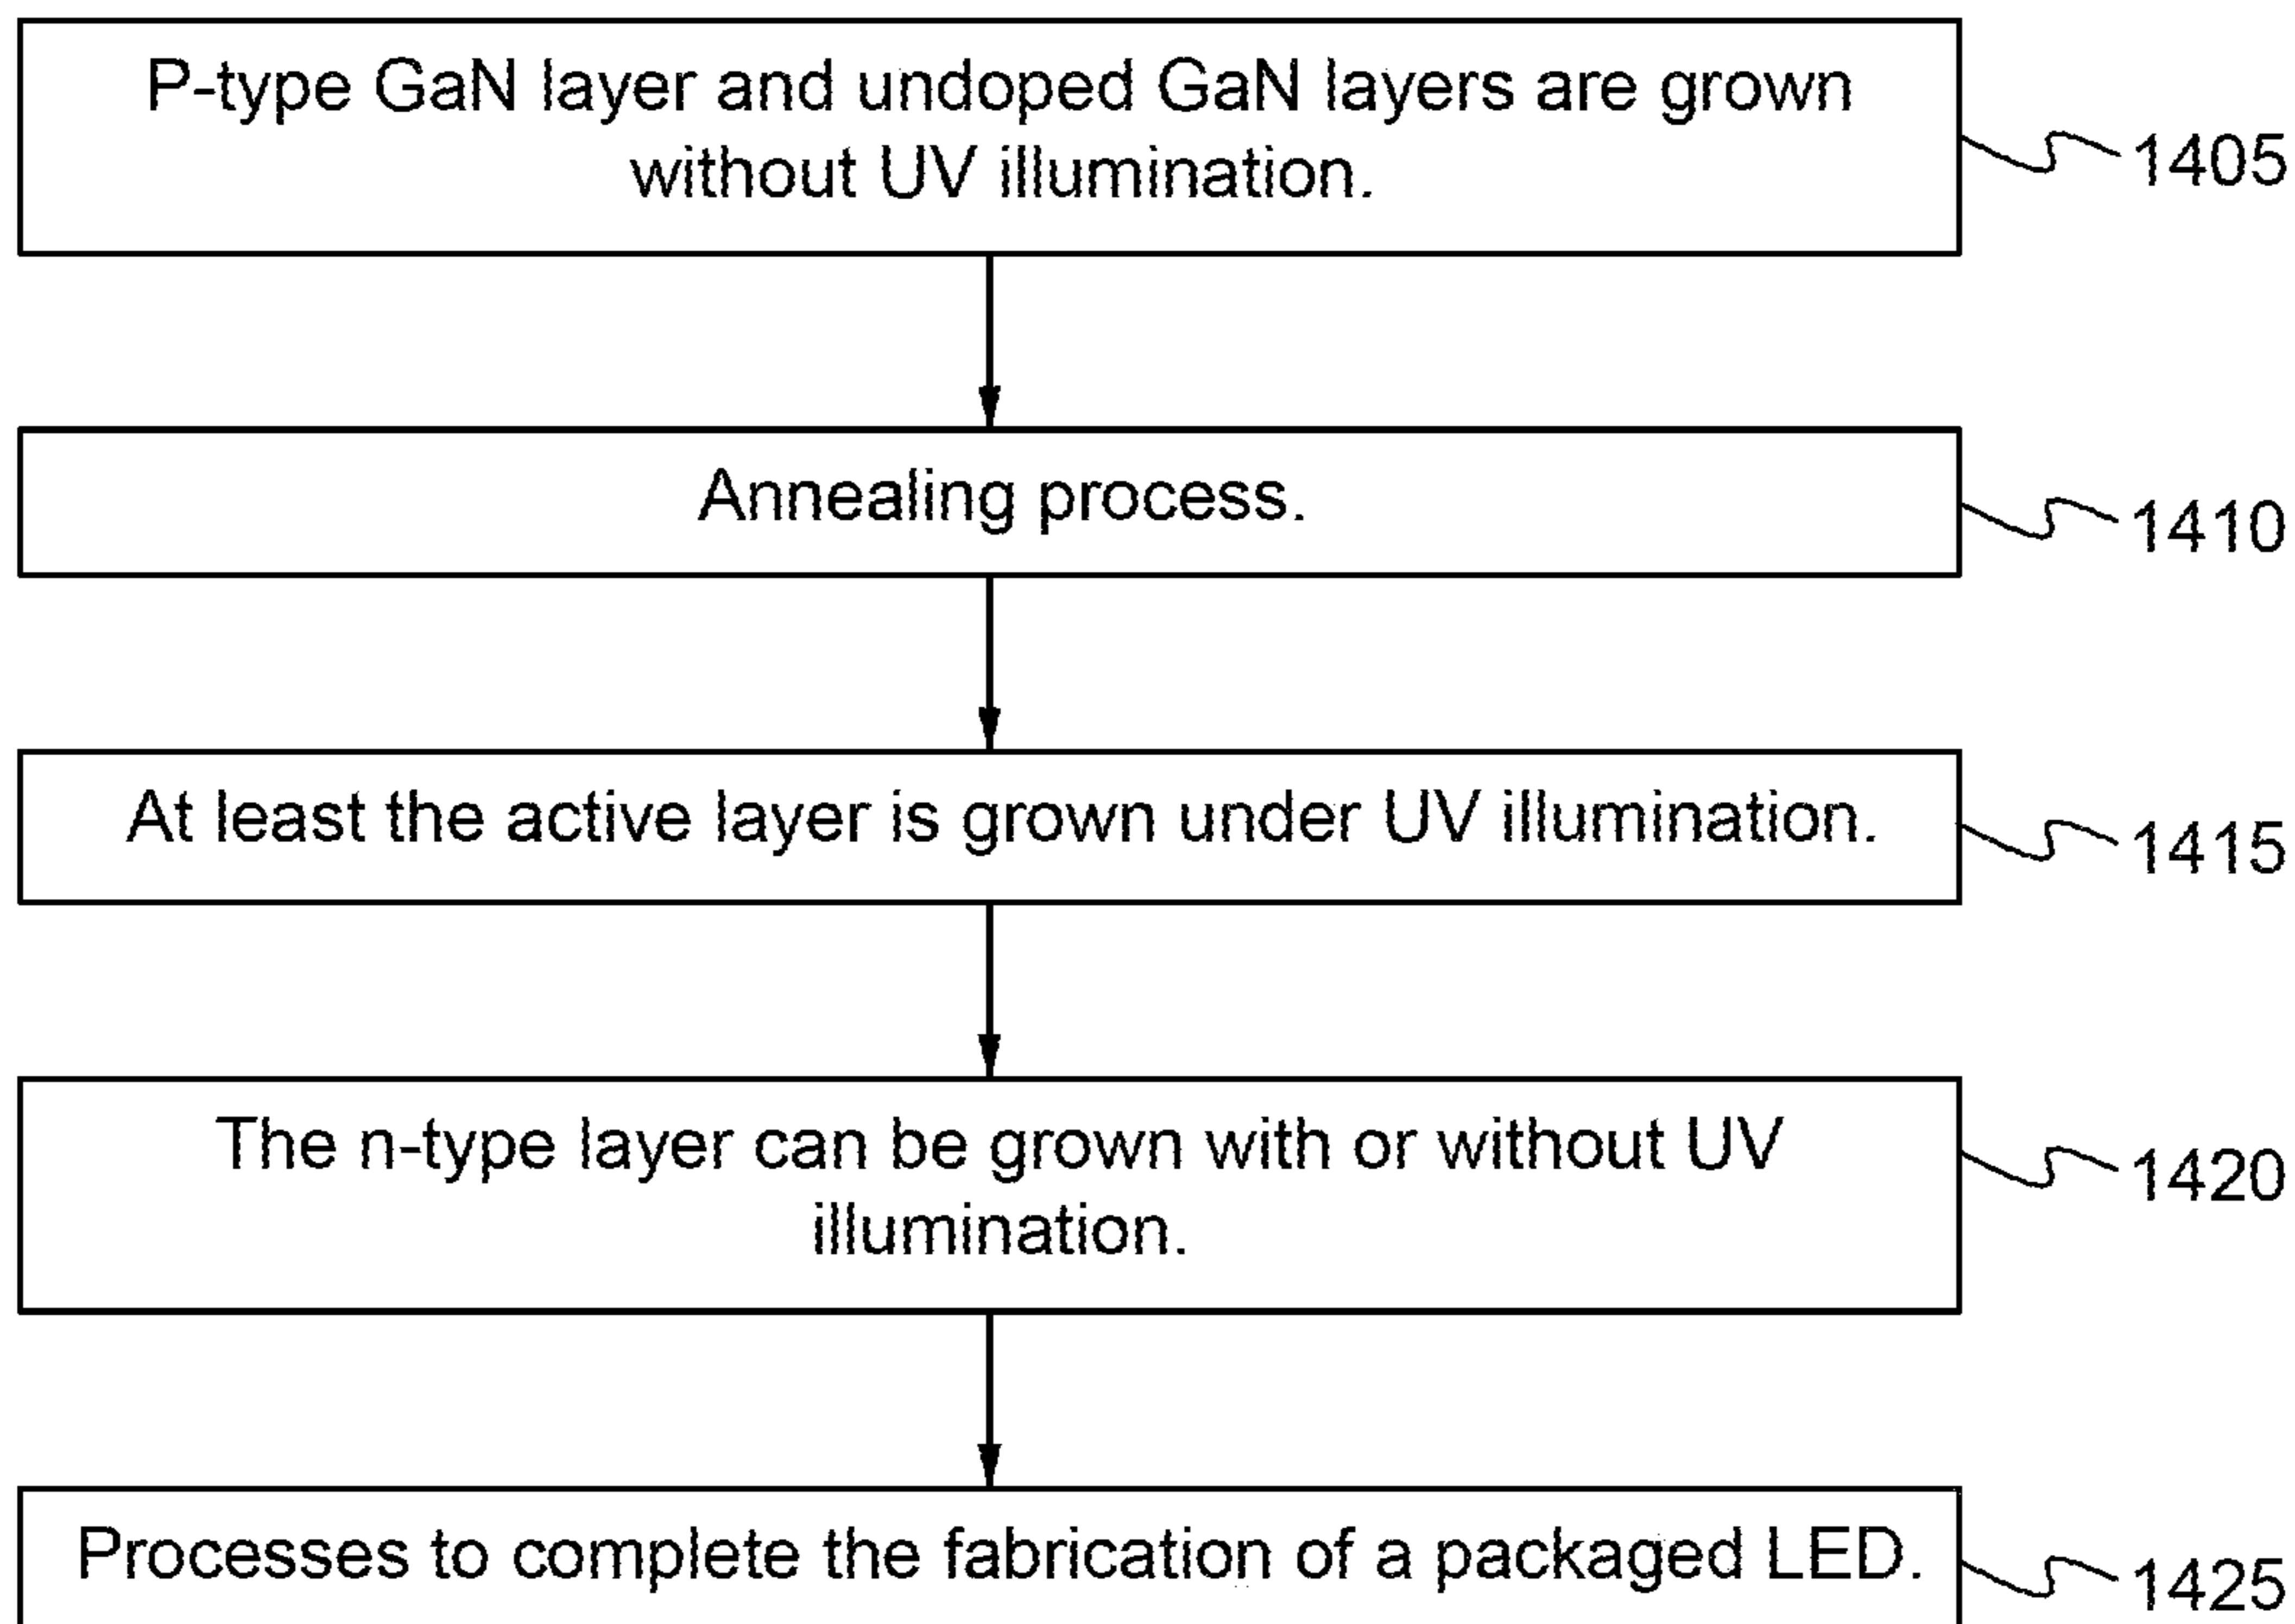 P-type GaN layer and undoped GaN layers are grown
without UV illumination.
1405
Annealing process.
1410
At least the active layer is grown under UV illumination.
1415
The n-type layer can be grown with or without UV
illumination.
1420
Processes to complete the fabrication of a packaged LED.
1425